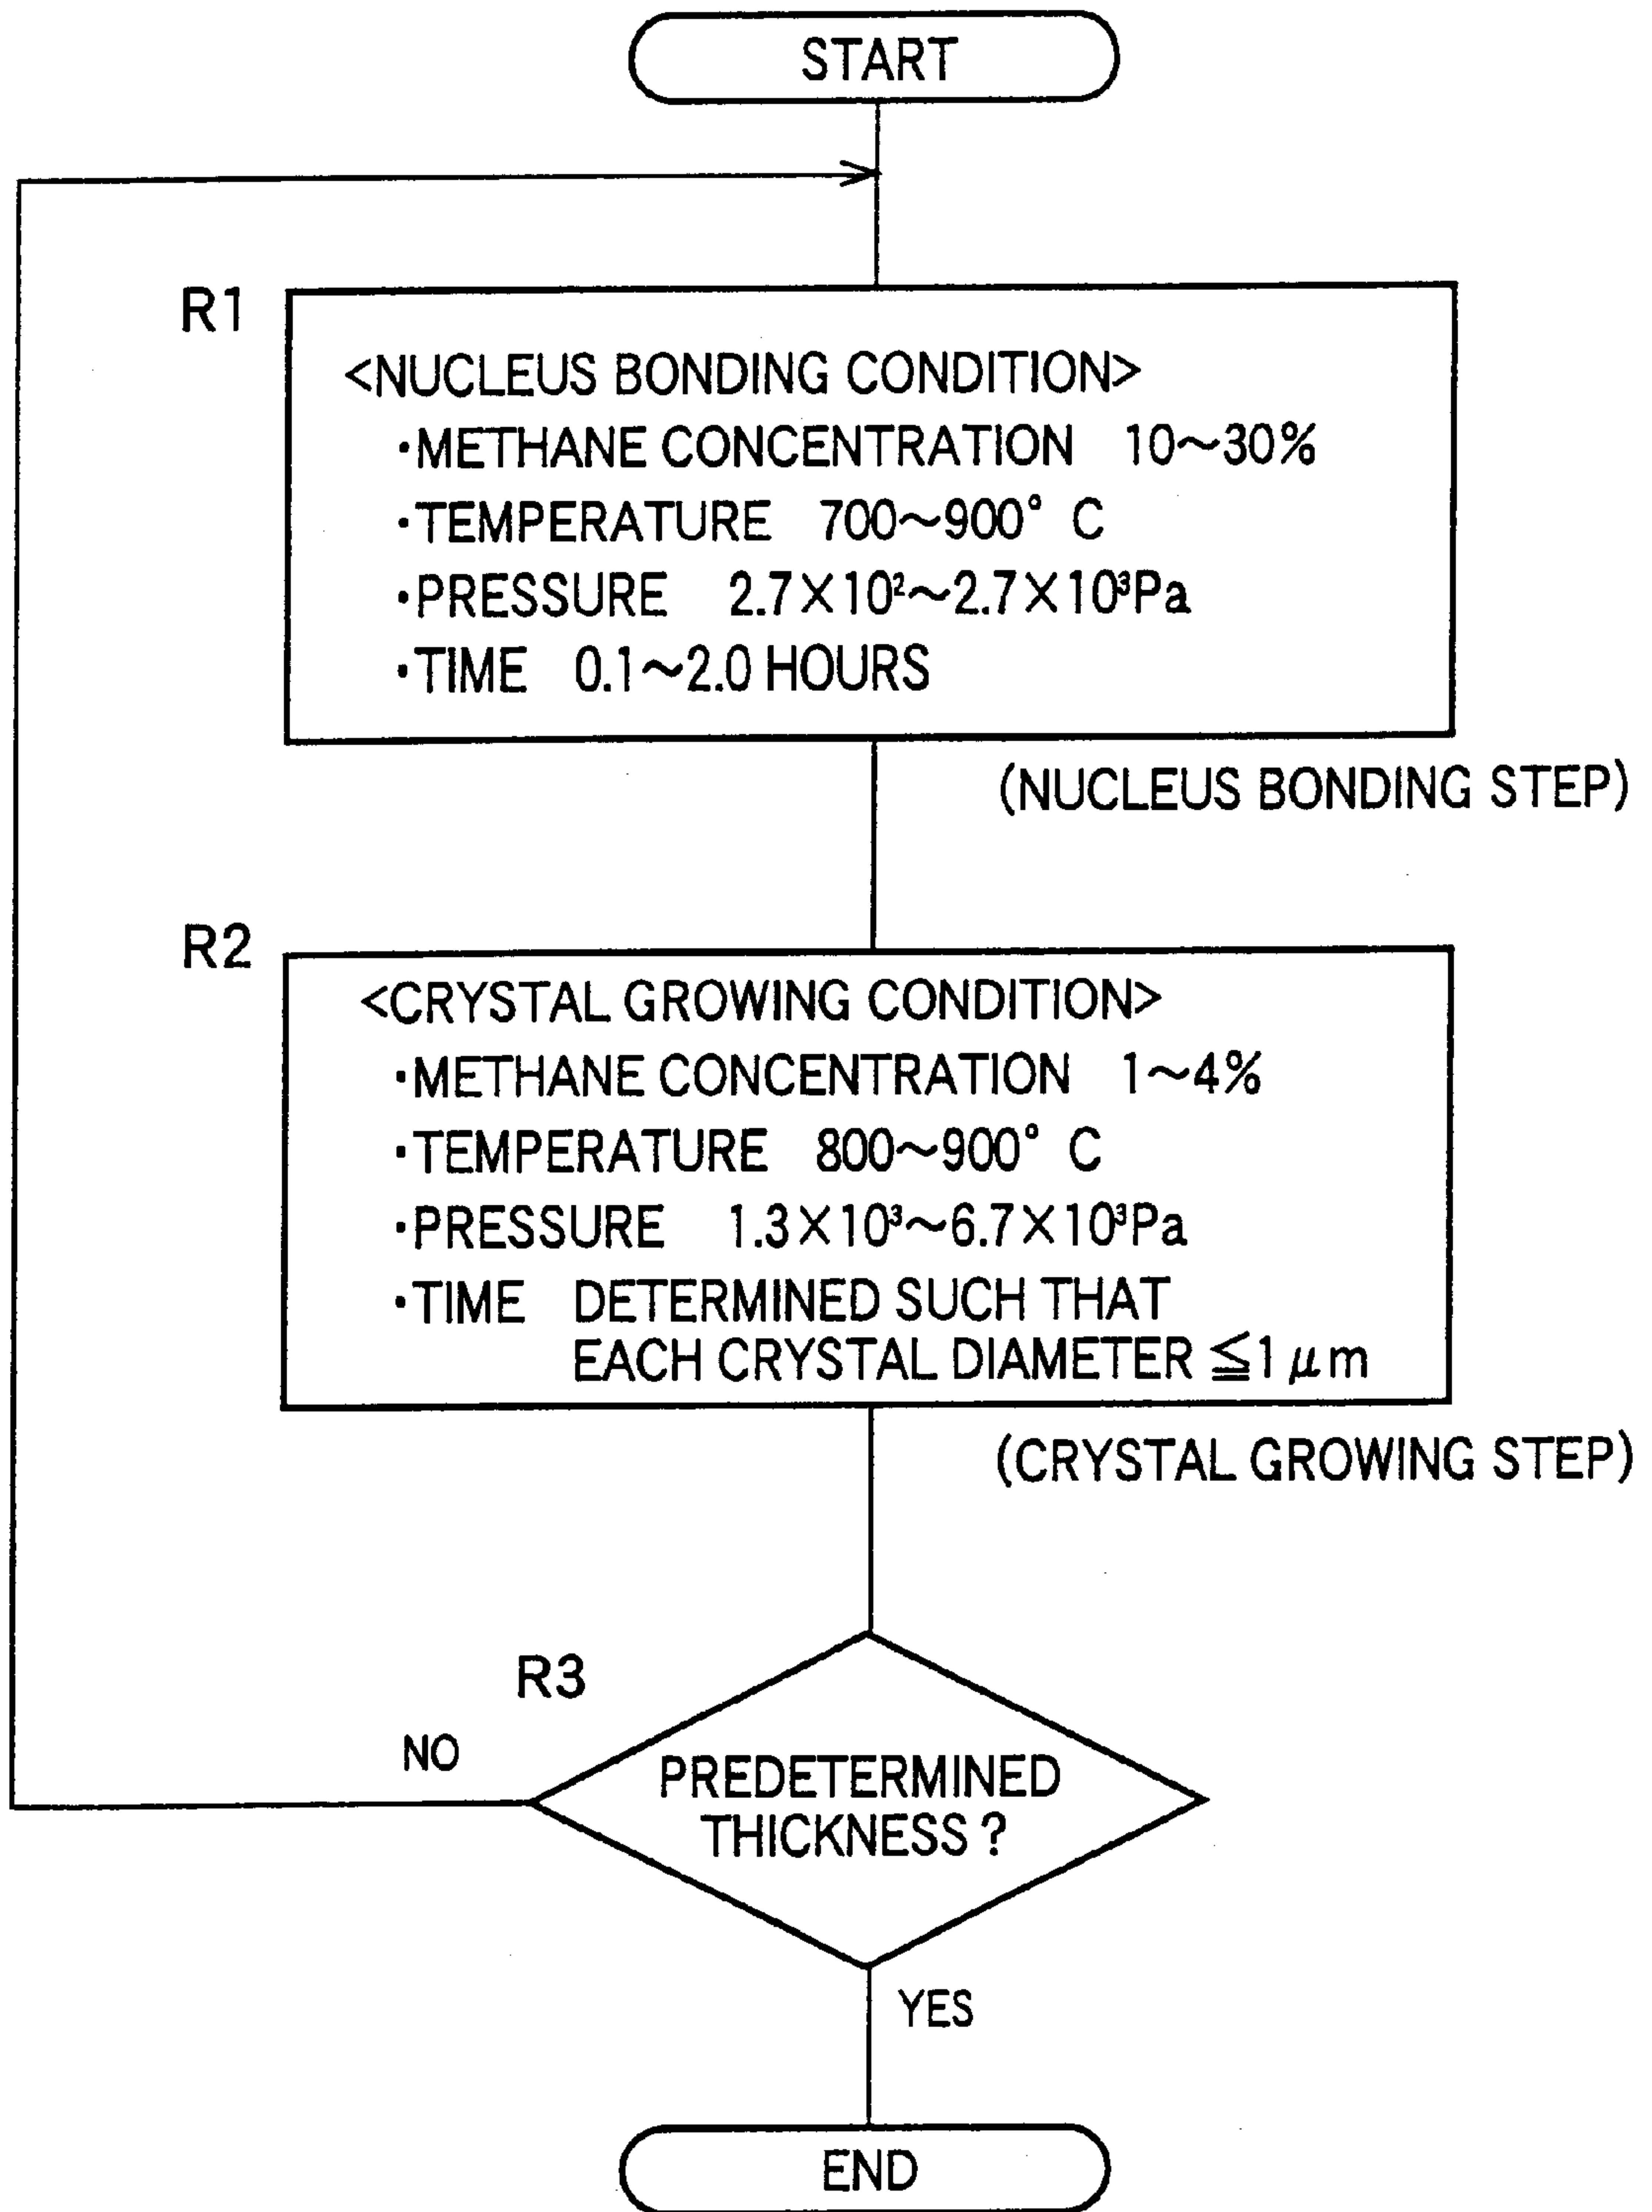 START
R1
<NUCLEUS BONDING CONDITION>
・METHANE CONCENTRATION 10~30%
・TEMPERATURE 700~900° C
・PRESSURE 2.7×10²~2.7×10³Pa
・TIME 0.1~2.0 HOURS
(NUCLEUS BONDING STEP)
R2
<CRYSTAL GROWING CONDITION>
・METHANE CONCENTRATION 1~4%
・TEMPERATURE 800~900° C
・PRESSURE 1.3×10³~6.7×10³Pa
・TIME DETERMINED SUCH THAT
EACH CRYSTAL DIAMETER ≦1μm
(CRYSTAL GROWING STEP)
R3
NO
PREDETERMINED
THICKNESS?
YES
END